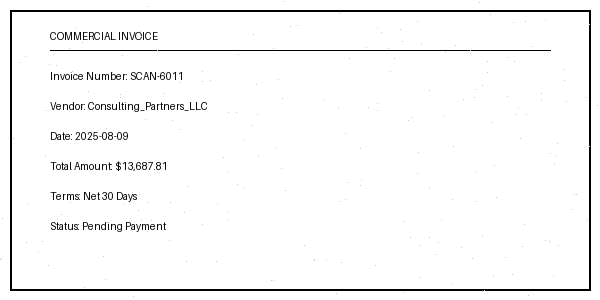 COMMERCIAL INVOICE
Invoice Number: SCAN-6011
Vendor: Consulting_Partners_LLC
Date: 2025-08-09
Total Amount: $13,687.81
Terms: Net 30 Days
Status: Pending Payment